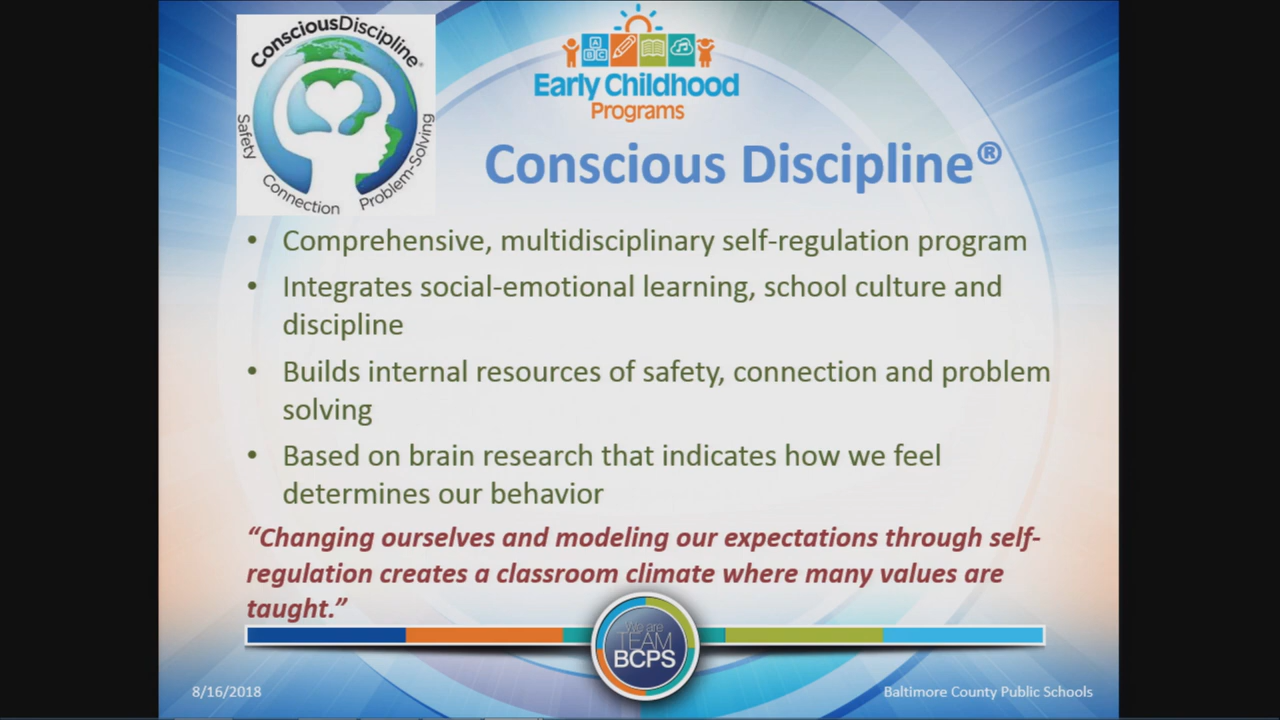 ConsciousDiscipline®
Safety
Connection
Problem-Solving
A
B C
Early Childhood
Programs
Conscious Discipline®
• Comprehensive, multidisciplinary self-regulation program
• Integrates social-emotional learning, school culture and
discipline
• Builds internal resources of safety, connection and problem
solving
• Based on brain research that indicates how we feel
determines our behavior
“Changing ourselves and modeling our expectations through self-
regulation creates a classroom climate where many values are
taught.”
We are
TEAM
BCPS
8/16/2018
Baltimore County Public Schools